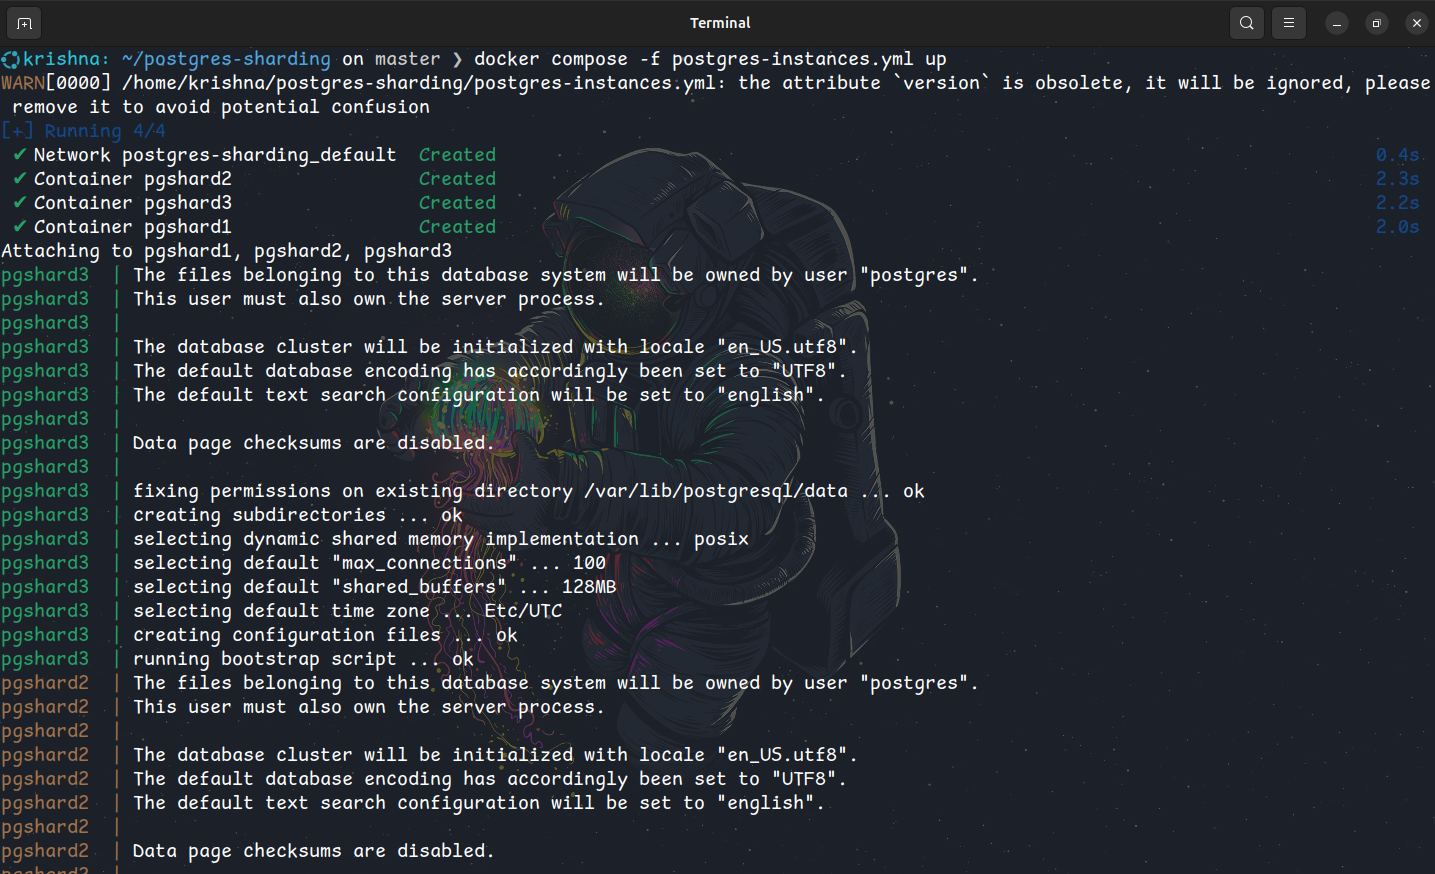 Terminal
krishna: ~/postgres-sharding on master ❯ docker compose -f postgres-instances.yml up
WARN[0000] /home/krishna/postgres-sharding/postgres-instances.yml: the attribute `version` is obsolete, it will be ignored, please
remove it to avoid potential confusion
[+] Running 4/4
✔ Network postgres-sharding_default Created 0.4s
✔ Container pgshard2 Created 2.3s
✔ Container pgshard3 Created 2.2s
✔ Container pgshard1 Created 2.0s
Attaching to pgshard1, pgshard2, pgshard3
pgshard3 | The files belonging to this database system will be owned by user "postgres".
pgshard3 | This user must also own the server process.
pgshard3 |
pgshard3 | The database cluster will be initialized with locale "en_US.utf8".
pgshard3 | The default database encoding has accordingly been set to "UTF8".
pgshard3 | The default text search configuration will be set to "english".
pgshard3 |
pgshard3 | Data page checksums are disabled.
pgshard3 |
pgshard3 | fixing permissions on existing directory /var/lib/postgresql/data ... ok
pgshard3 | creating subdirectories ... ok
pgshard3 | selecting dynamic shared memory implementation ... posix
pgshard3 | selecting default "max_connections" ... 100
pgshard3 | selecting default "shared_buffers" ... 128MB
pgshard3 | selecting default time zone ... Etc/UTC
pgshard3 | creating configuration files ... ok
pgshard3 | running bootstrap script ... ok
pgshard2 | The files belonging to this database system will be owned by user "postgres".
pgshard2 | This user must also own the server process.
pgshard2 |
pgshard2 | The database cluster will be initialized with locale "en_US.utf8".
pgshard2 | The default database encoding has accordingly been set to "UTF8".
pgshard2 | The default text search configuration will be set to "english".
pgshard2 |
pgshard2 | Data page checksums are disabled.